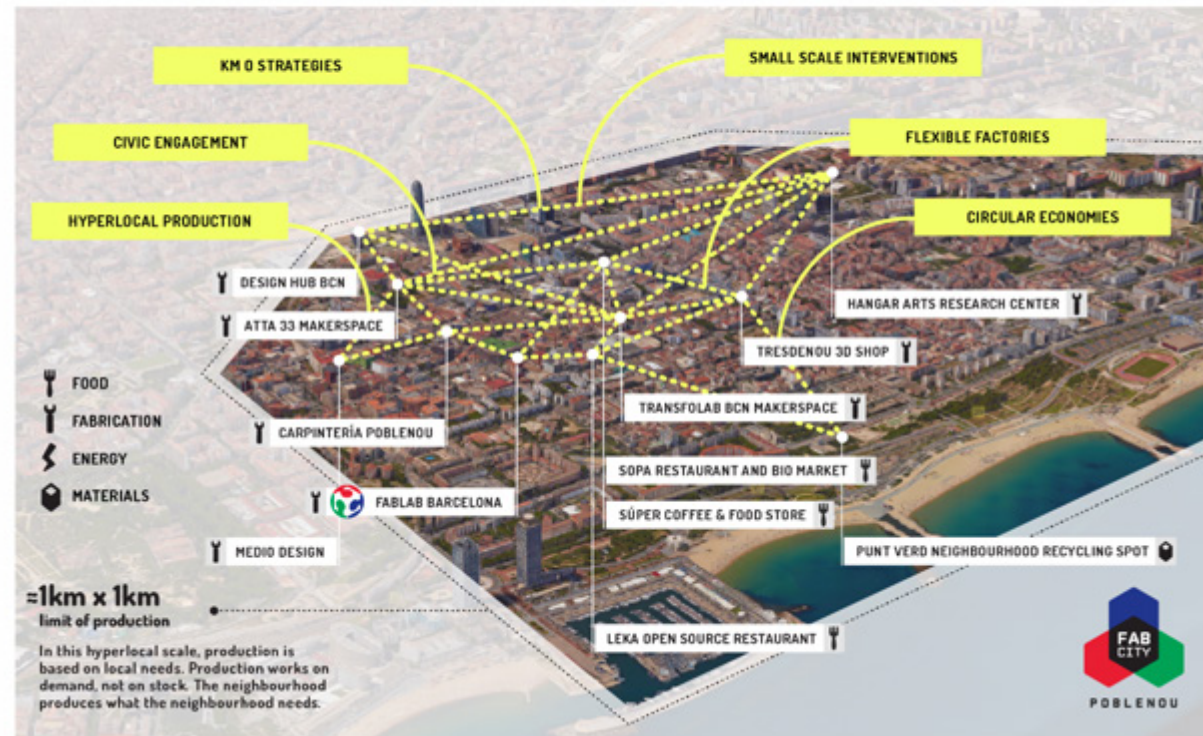 KM 0 STRATEGIES
SMALL SCALE INTERVENTIONS
CIVIC ENGAGEMENT
FLEXIBLE FACTORIES
HYPERLOCAL PRODUCTION
CIRCULAR ECONOMIES
DESIGN HUB BCN
HANGAR ARTS RESEARCH CENTER
ATTA 33 MAKERSPACE
TRESDENOU 3D SHOP
FOOD
FABRICATION
ENERGY
MATERIALS
TRANSFOLAB BCN MAKERSPACE
CARPINTERÍA POBLENOU
SOPA RESTAURANT AND BIO MARKET
FABLAB BARCELONA
SÚPER COFFEE & FOOD STORE
MEDIO DESIGN
PUNT VERD NEIGHBOURHOOD RECYCLING SPOT
≈1km x 1km
limit of production
In this hyperlocal scale, production is
based on local needs. Production works on
demand, not on stock. The neighbourhood
produces what the neighbourhood needs.
LEKA OPEN SOURCE RESTAURANT
FAB
CITY
POBLENOU